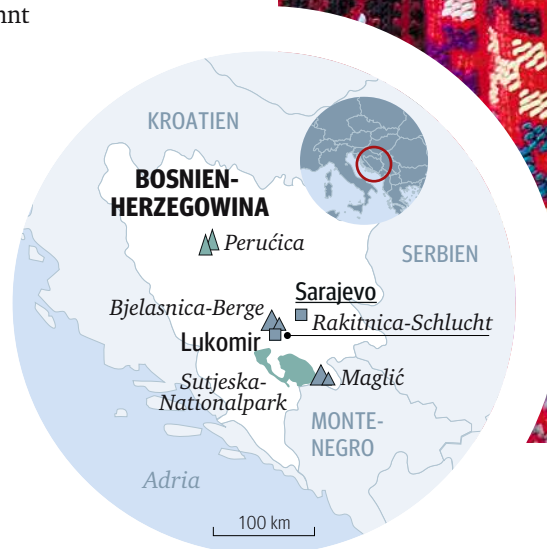 nnt
KROATIEN
BOSNIEN-
HERZEGOWINA
Perućica
SERBIEN
Sarajevo
Bjelasnica-Berge
Rakitnica-Schlucht
Lukomir
Sutjeska-
Nationalpark
Maglić
MONTE-
NEGRO
Adria
100 km